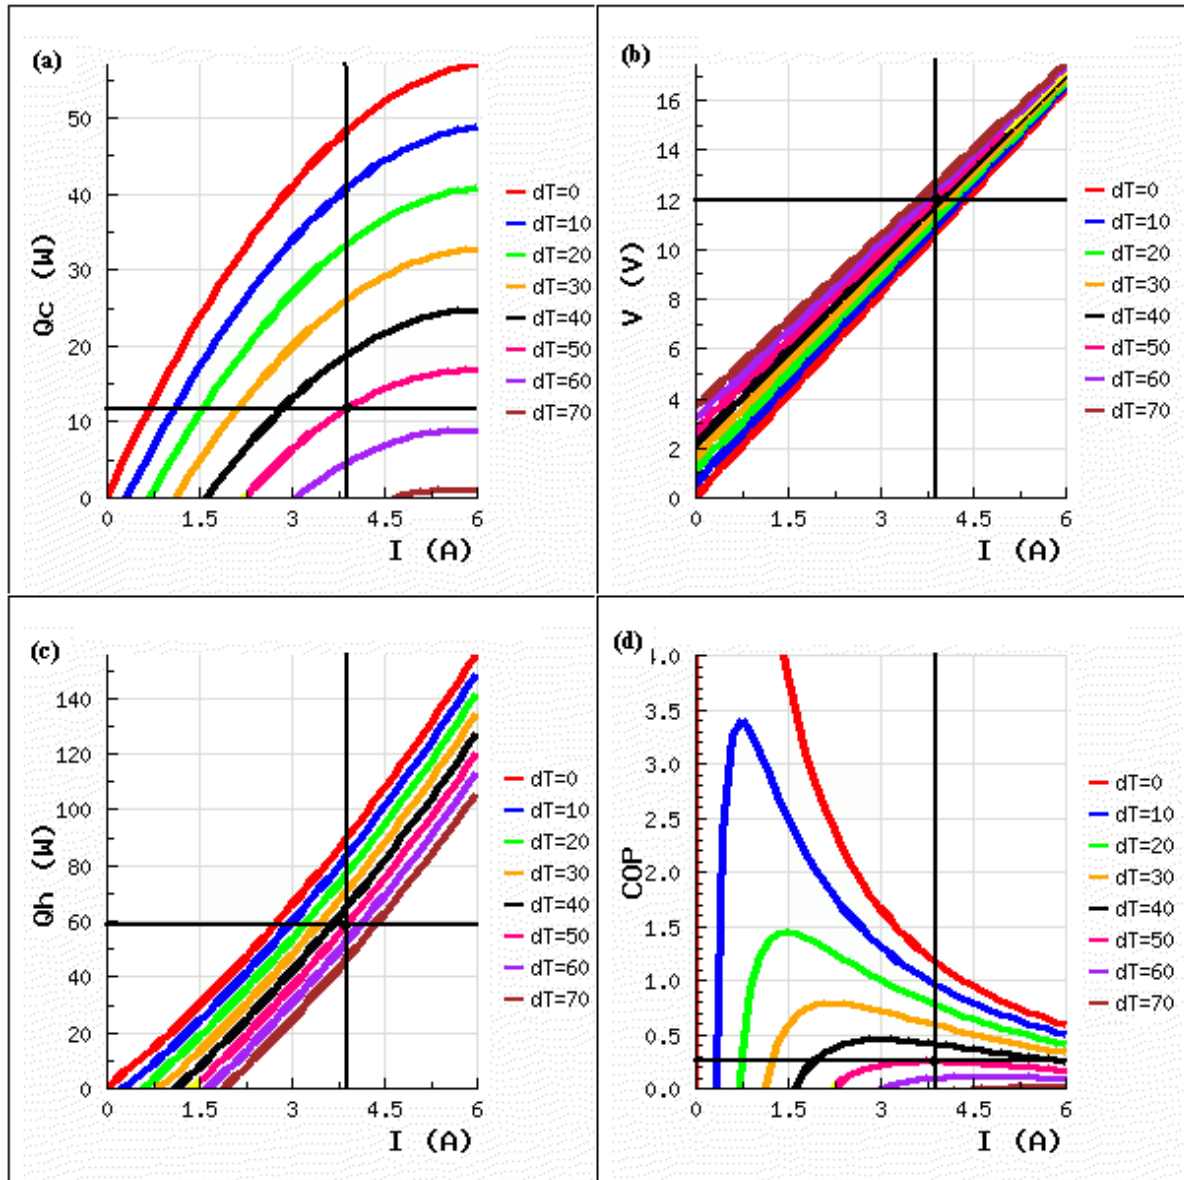 (a)
Qc (W)
50
40
30
20
10
0
0 1.5 3 4.5 6
I (A)
dT=0
dT=10
dT=20
dT=30
dT=40
dT=50
dT=60
dT=70
(b)
V (V)
16
14
12
10
8
6
4
2
0
0 1.5 3 4.5 6
I (A)
dT=0
dT=10
dT=20
dT=30
dT=40
dT=50
dT=60
dT=70
(c)
Qh (W)
140
120
100
80
60
40
20
0
0 1.5 3 4.5 6
I (A)
dT=0
dT=10
dT=20
dT=30
dT=40
dT=50
dT=60
dT=70
(d)
COP
4.0
3.5
3.0
2.5
2.0
1.5
1.0
0.5
0.0
0 1.5 3 4.5 6
I (A)
dT=0
dT=10
dT=20
dT=30
dT=40
dT=50
dT=60
dT=70